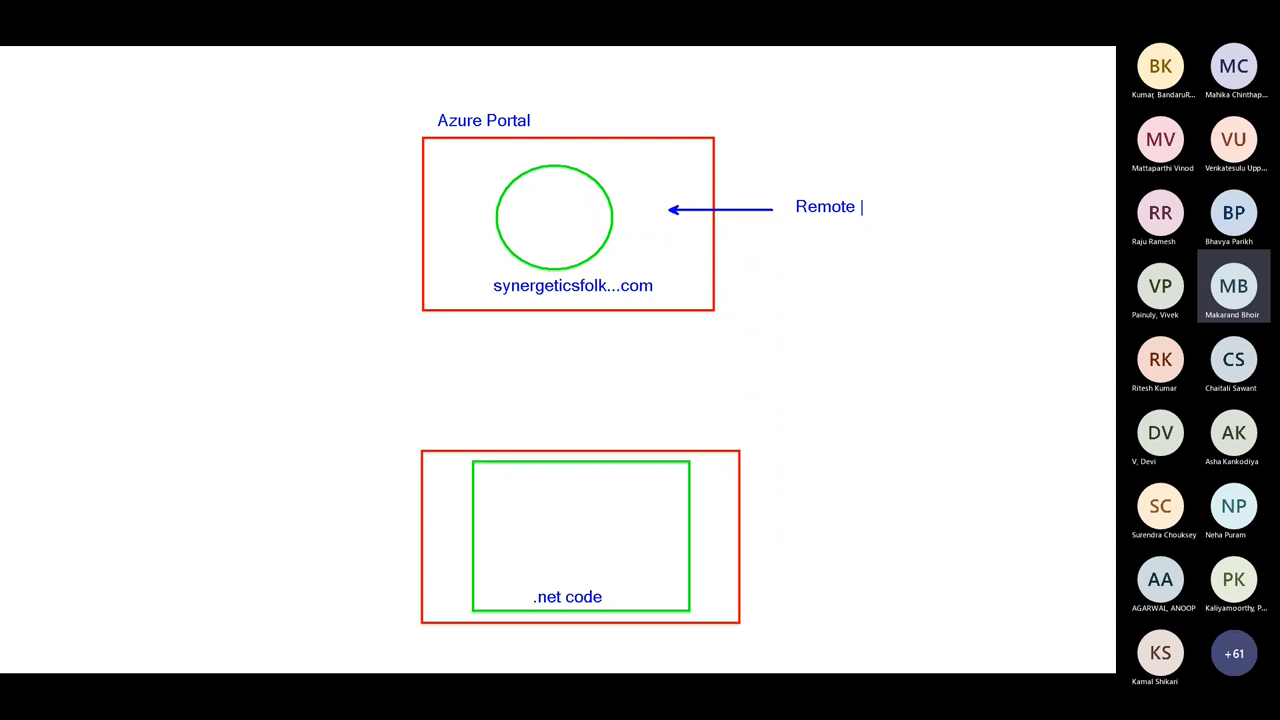 Azure Portal
Remote |
synergeticsfolk...com
.net code
BK
Kumar, BandaruR...
MC
Mahika Chinthap...
MV
Mattaparthi Vinod
VU
Venkatesulu Upp...
RR
Raju Ramesh
BP
Bhavya Parikh
VP
Painuly, Vivek
MB
Makarand Bhoir
RK
Ritesh Kumar
CS
Chaitali Sawant
DV
V, Devi
AK
Asha Kankodiya
SC
Surendra Chouksey
NP
Neha Puram
AA
AGARWAL, ANOOP
PK
Kaliyamoorthy, P...
KS
Kamal Shikari
+61